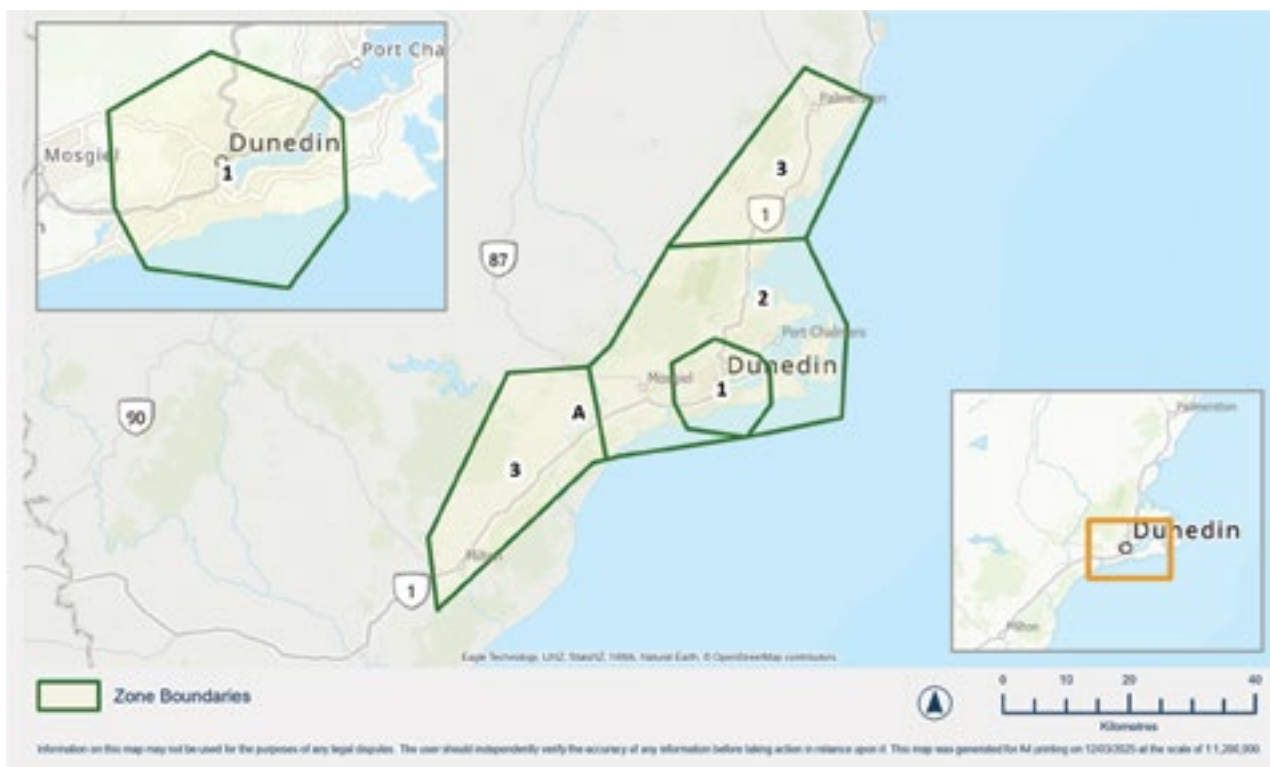 Port Cha
Dunedin
Mosgiel
1
Palmerston
3
1
87
2
Port Chalmers
Mosgiel
Dunedin
1
90
A
3
Milton
1
Palmerston
Dunedin
Milton
Eagle Technology, LINZ, StatsNZ, NIWA, Natural Earth, © OpenStreetMap contributors.
Zone Boundaries
0 10 20 40
Kilometres
Information on this map may not be used for the purposes of any legal disputes. The user should independently verify the accuracy of any information before taking action in reliance upon it. This map was generated for A4 printing on 12/03/2025 at the scale of 1:1,200,000.